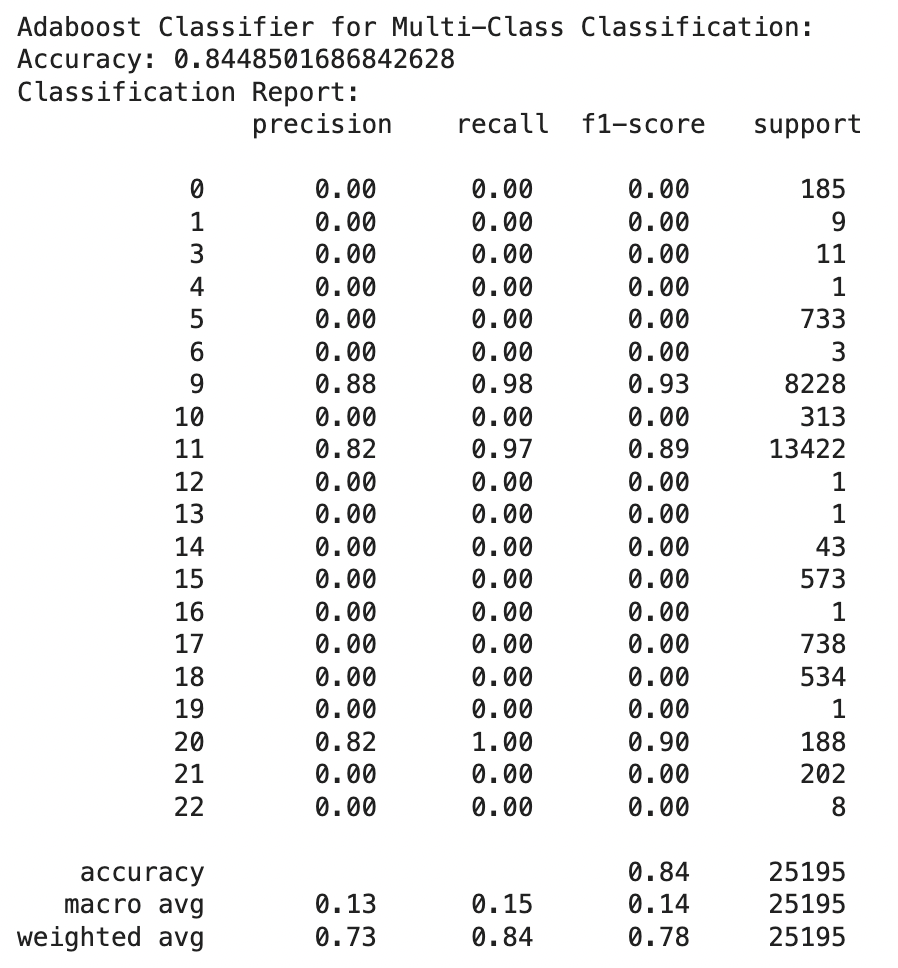 Adaboost Classifier for Multi-Class Classification:
Accuracy: 0.8448501686842628
Classification Report:
precision recall f1-score support
0 0.00 0.00 0.00 185
1 0.00 0.00 0.00 9
3 0.00 0.00 0.00 11
4 0.00 0.00 0.00 1
5 0.00 0.00 0.00 733
6 0.00 0.00 0.00 3
9 0.88 0.98 0.93 8228
10 0.00 0.00 0.00 313
11 0.82 0.97 0.89 13422
12 0.00 0.00 0.00 1
13 0.00 0.00 0.00 1
14 0.00 0.00 0.00 43
15 0.00 0.00 0.00 573
16 0.00 0.00 0.00 1
17 0.00 0.00 0.00 738
18 0.00 0.00 0.00 534
19 0.00 0.00 0.00 1
20 0.82 1.00 0.90 188
21 0.00 0.00 0.00 202
22 0.00 0.00 0.00 8
accuracy 0.84 25195
macro avg 0.13 0.15 0.14 25195
weighted avg 0.73 0.84 0.78 25195